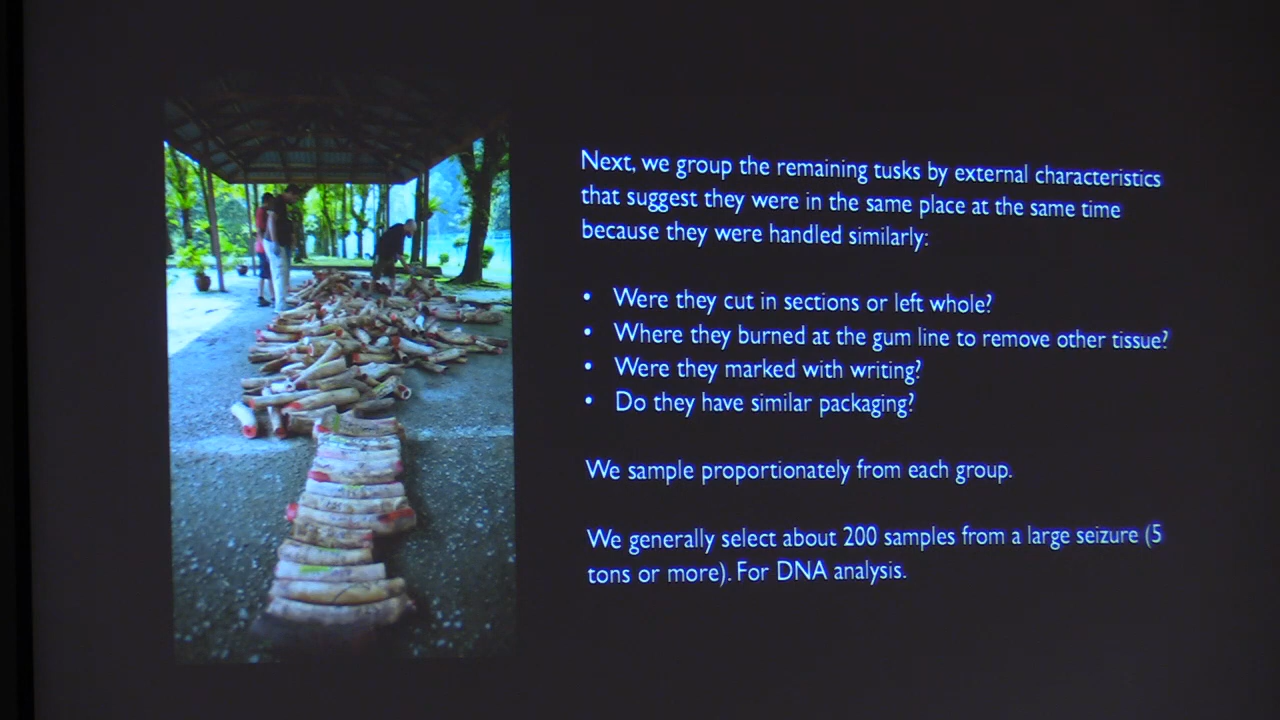 Next, we group the remaining tusks by external characteristics
that suggest they were in the same place at the same time
because they were handled similarly:
• Were they cut in sections or left whole?
• Where they burned at the gum line to remove other tissue?
• Were they marked with writing?
• Do they have similar packaging?
We sample proportionately from each group.
We generally select about 200 samples from a large seizure (5
tons or more). For DNA analysis.